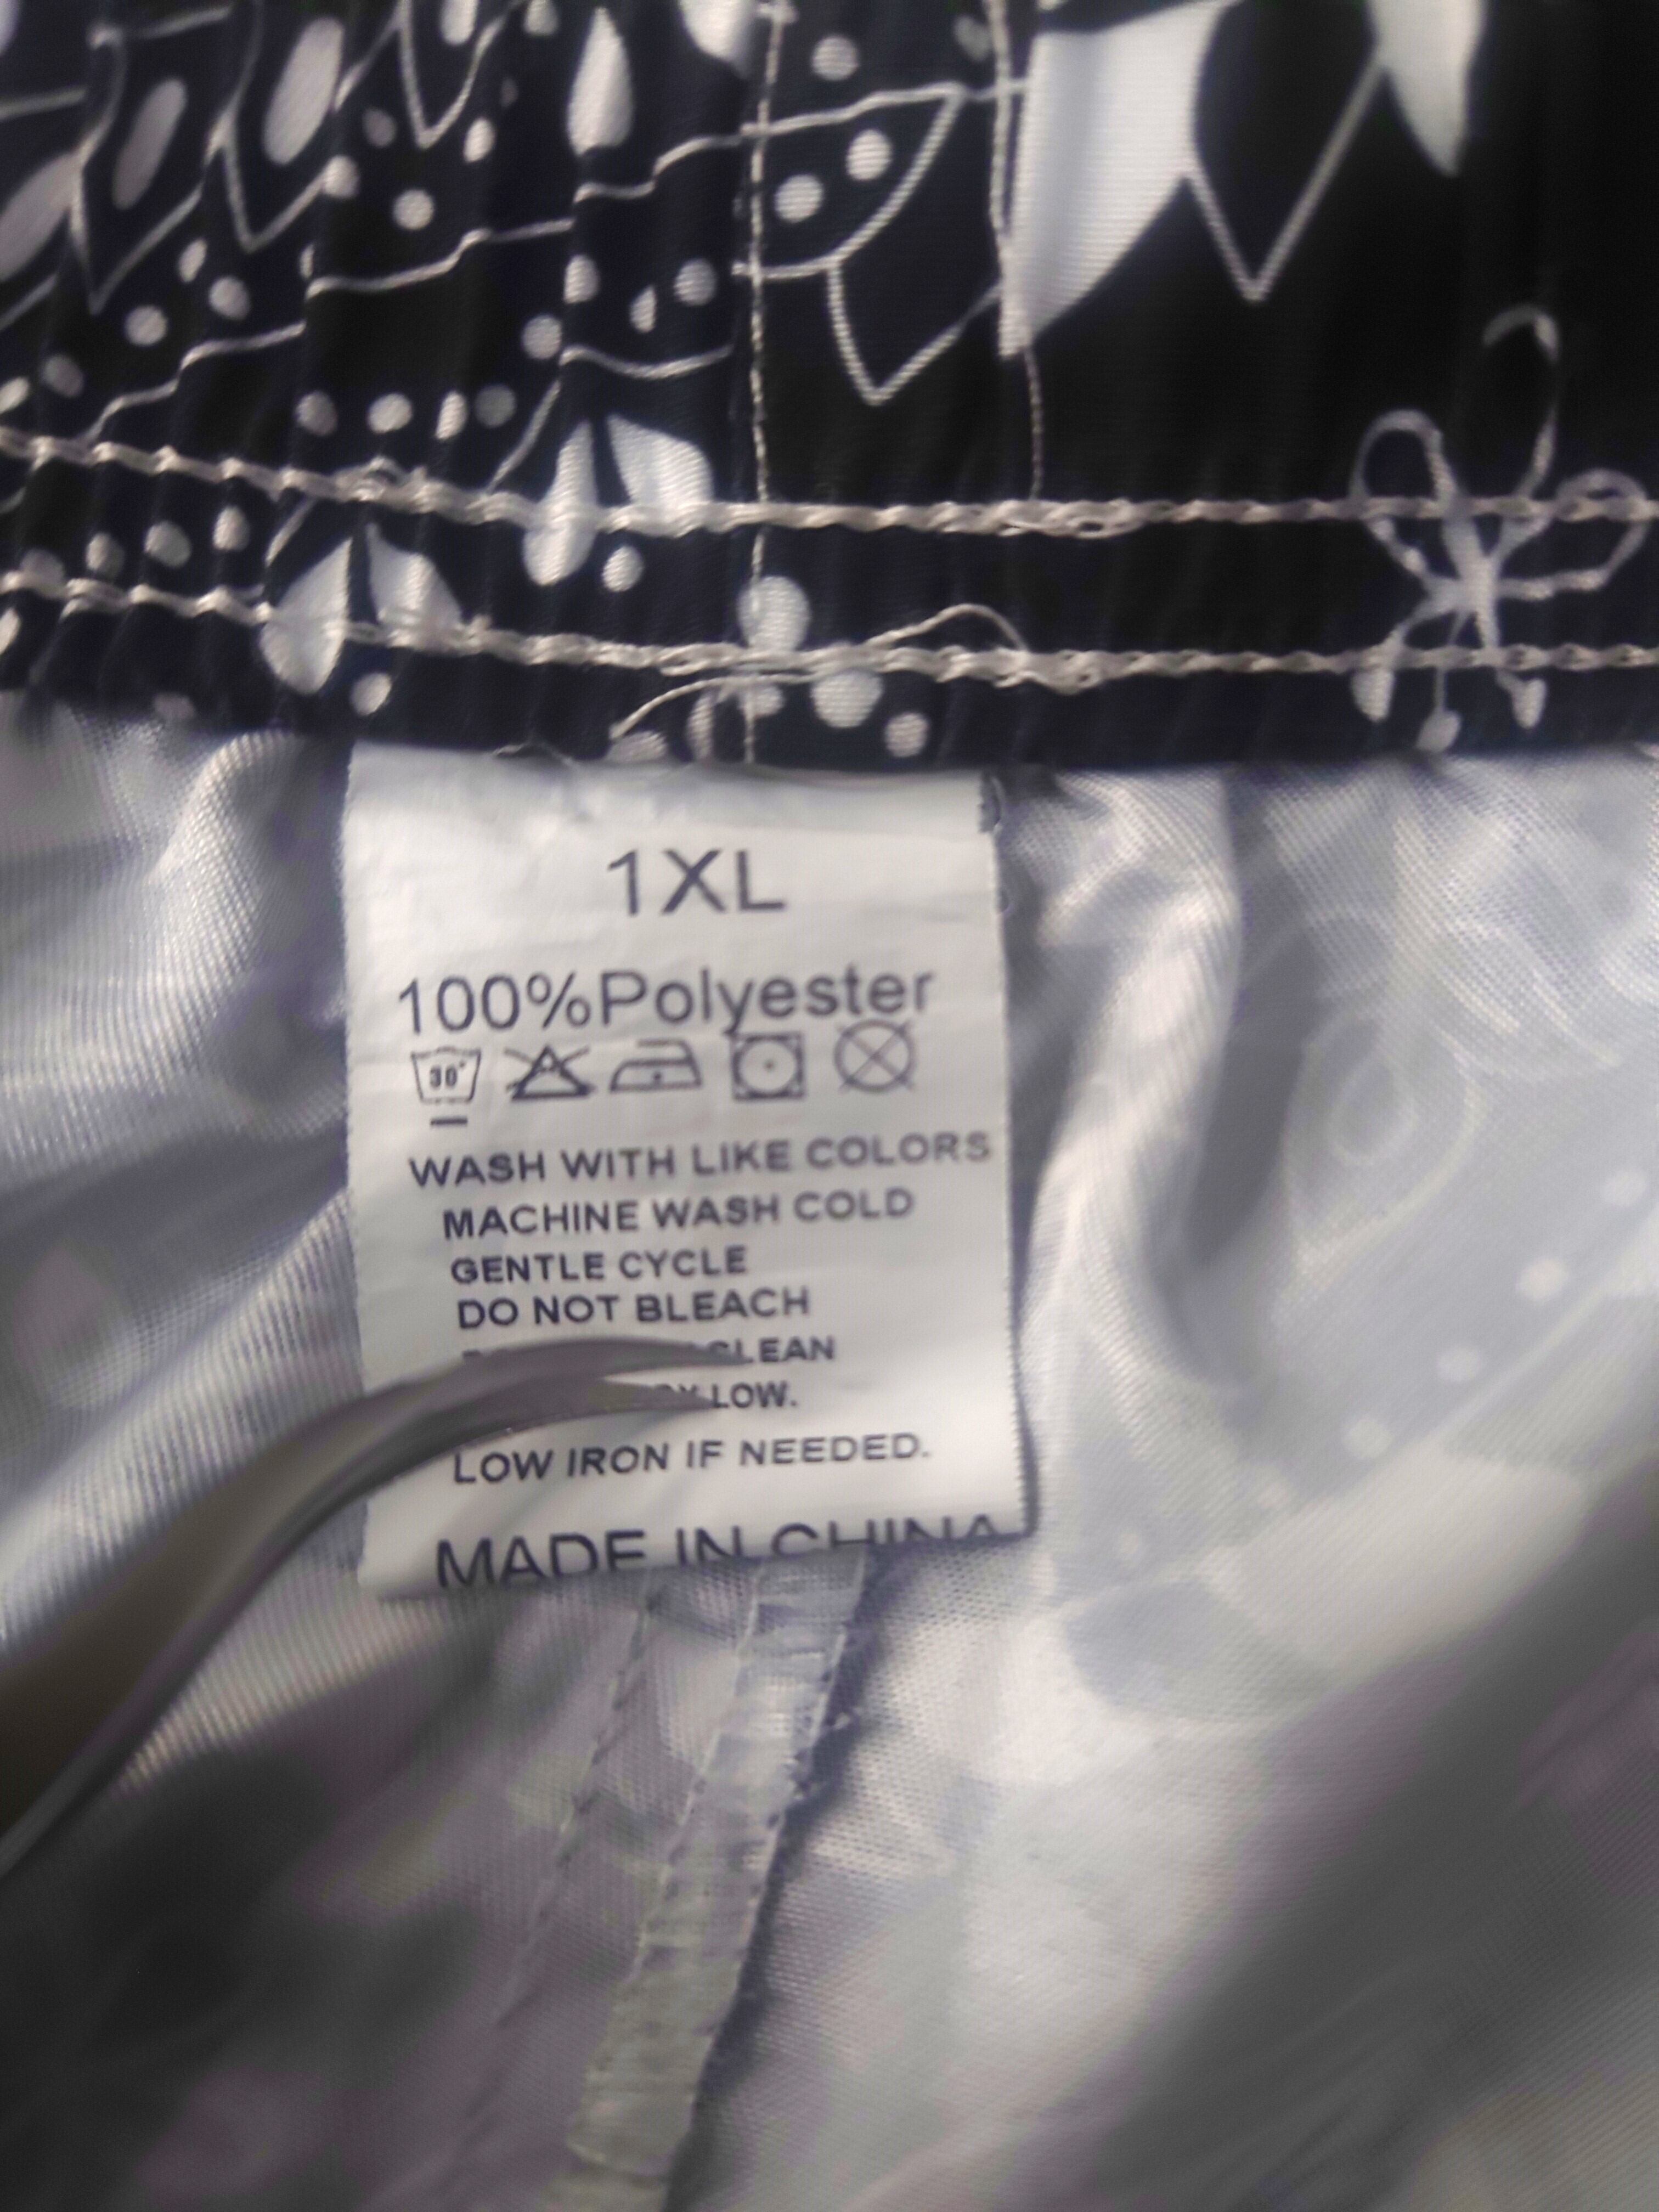 1XL
100%Polyester
30°
WASH WITH LIKE COLORS
MACHINE WASH COLD
GENTLE CYCLE
DO NOT BLEACH
CLEAN
LOW.
LOW IRON IF NEEDED.
MADE IN CHINA